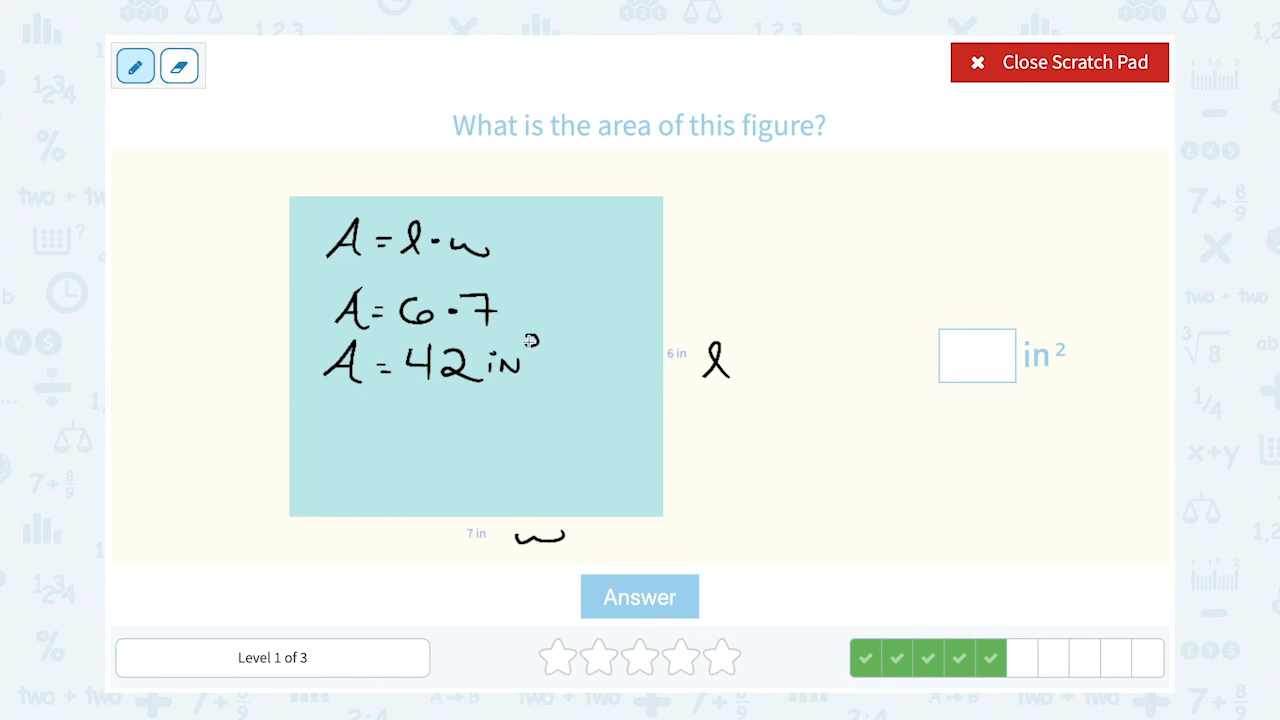 Close Scratch Pad
What is the area of this figure?
A = l · w
A = 6 · 7
A = 42 in
6 in l
in ²
7 in w
Answer
Level 1 of 3